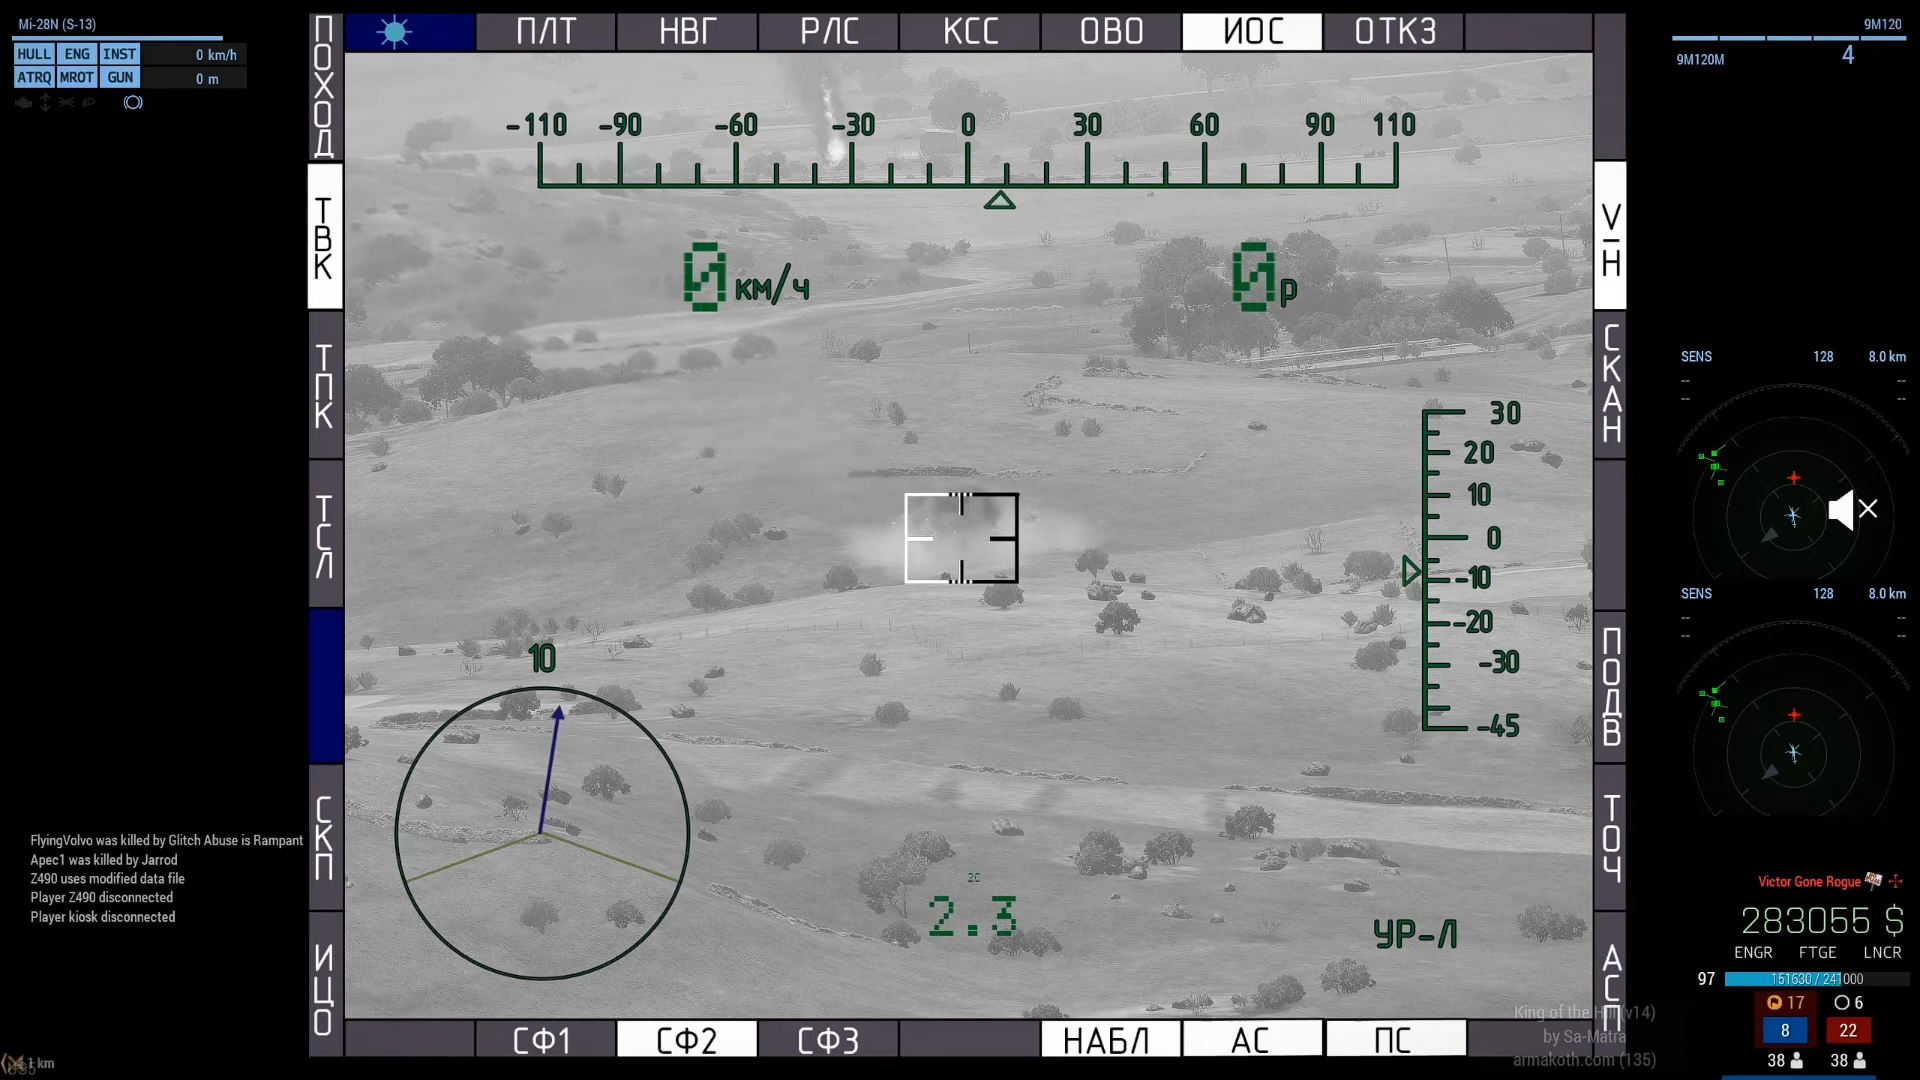 Mi-28N (S-13)
HULL ENG INST 0 km/h
ATRQ MROT GUN 0 m
ПОХОД
ТВК
ТПК
ТСЛ
СКП
ИЦО
П/ТТ НВГ Р/С КСС ОВО ИОС ОТКЗ
-110 -90 -60 -30 0 30 60 90 110
0 км/ч
0 р
30
20
10
0
-10
-20
-30
-45
10
2.3
УР-Л
СФ1 СФ2 СФ3 НАБЛ АС ПС
V-H
СКАН
ПОДВ
ТОЧ
АСП
9M120
9M120M 4
SENS 128 8.0 km
-- --
-- --
SENS 128 8.0 km
-- --
-- --
FlyingVolvo was killed by Glitch Abuse is Rampant
Apec1 was killed by Jarrod
Z490 uses modified data file
Player Z490 disconnected
Player kiosk disconnected
Victor Gone Rogue
283055 $
ENGR FTGE LNCR
97 151630 / 241000
17 6
8 22
38 38
King of the Hill (v14)
by Sa-Matra
armakoth.com (135)
km